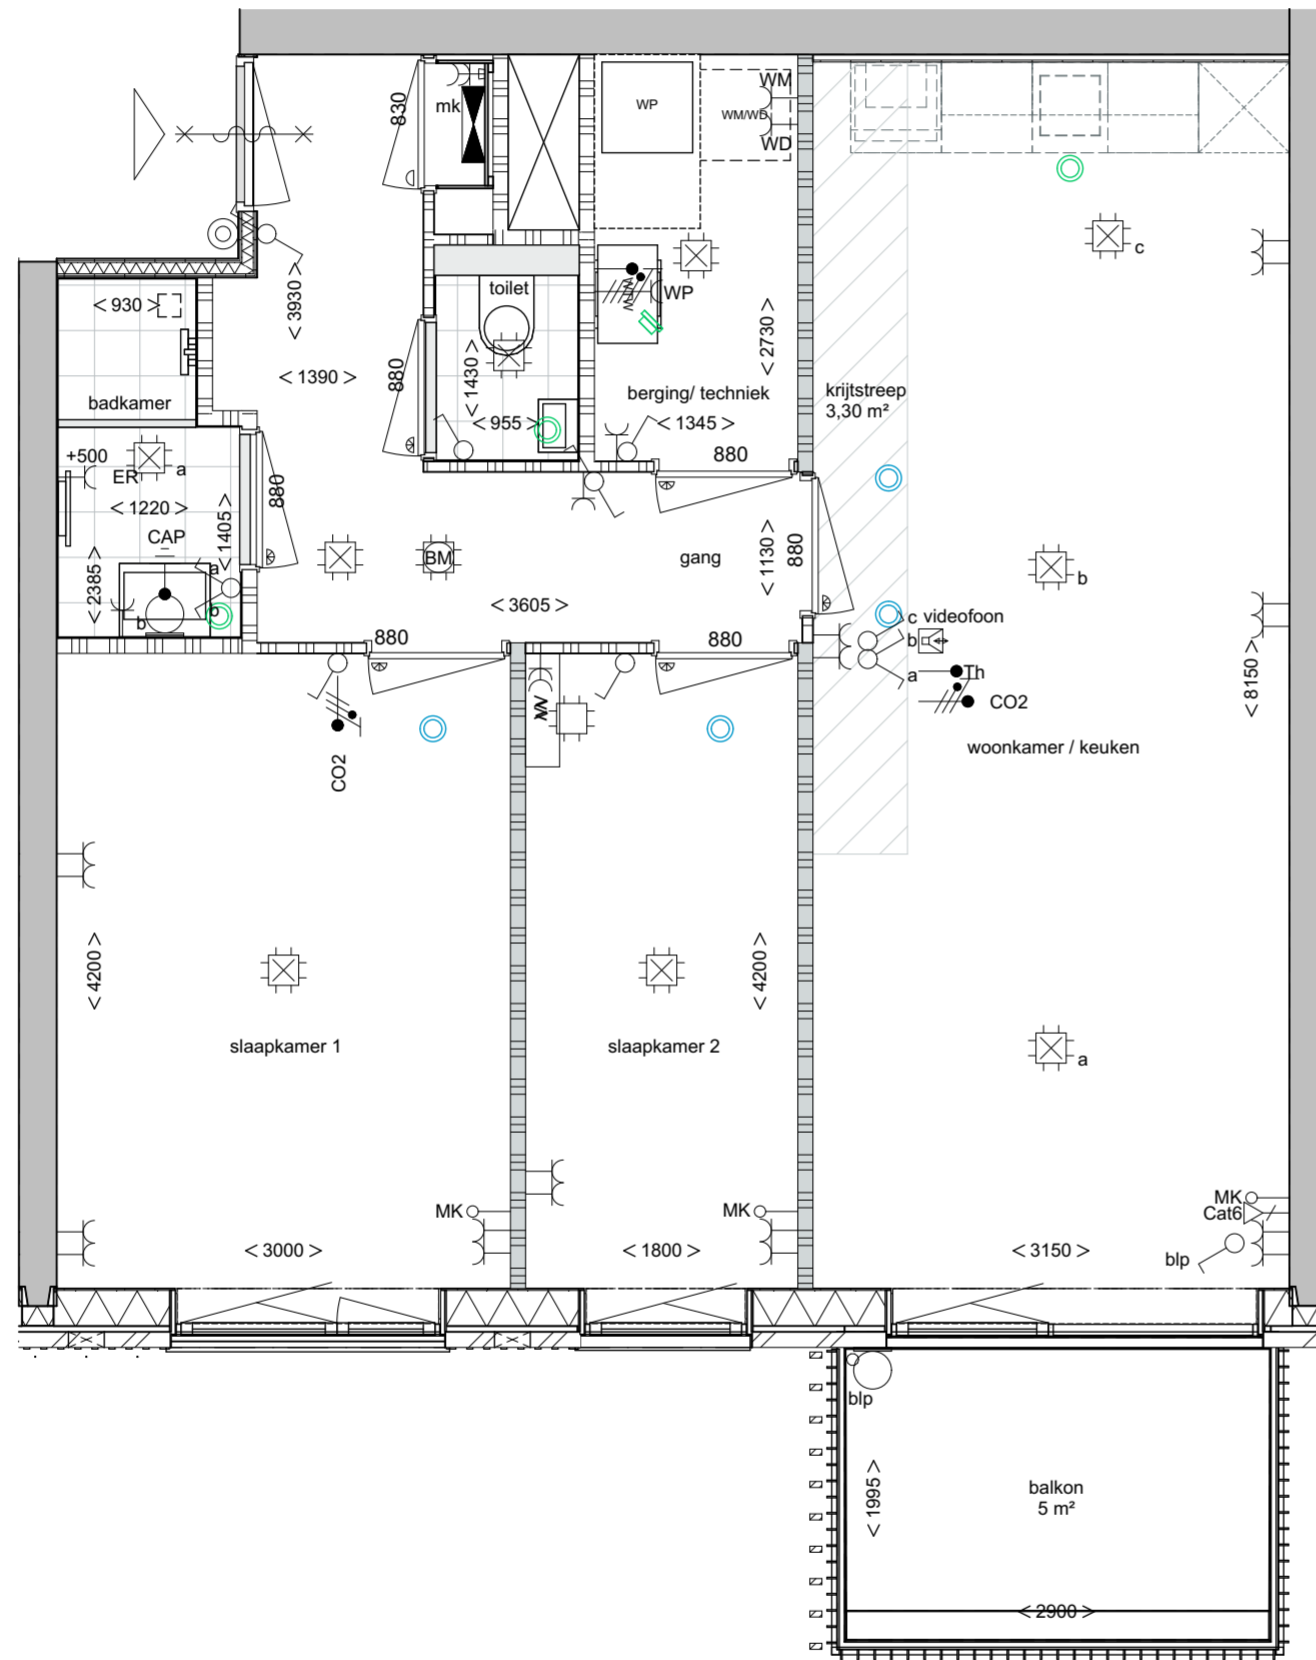 mk
830
WP
WM
WM/WD
WD
c
< 3930 >
< 930 >
toilet
WTW
WP
< 1390 >
880
< 1430 >
< 955 >
< 2730 >
berging/ techniek
< 1345 >
880
krijtstreep
3,30 m²
badkamer
+500
ER
a
< 1220 >
880
< 1405 >
CAP
a
< 2385 >
b
b
BM
gang
< 1130 >
880
b
< 3605 >
880
880
c videofoon
b
a
Th
CO2
< 8150 >
woonkamer / keuken
CO2
< 4200 >
< 4200 >
slaapkamer 1
slaapkamer 2
a
MK
MK
MK
Cat6
< 3000 >
< 1800 >
< 3150 >
blp
blp
< 1995 >
balkon
5 m²
< 2900 >